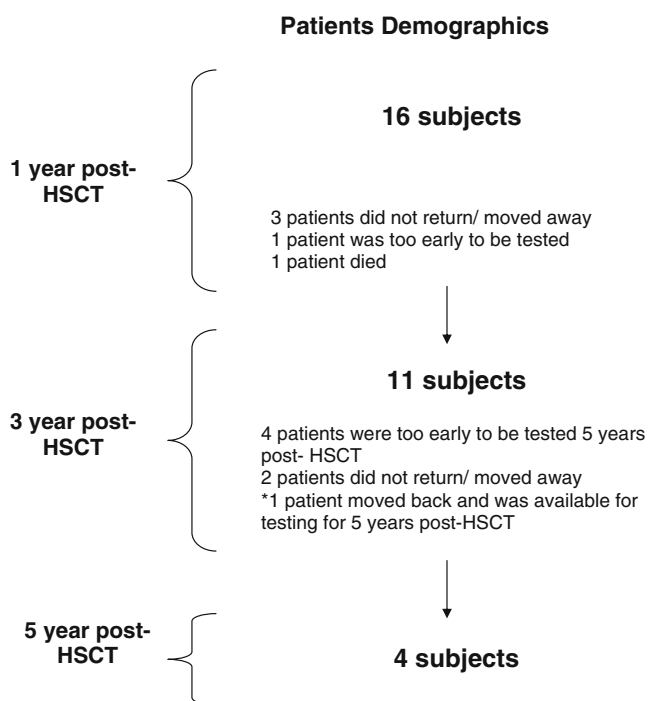 Patients Demographics
16 subjects
1 year post-
HSCT
3 patients did not return/ moved away
1 patient was too early to be tested
1 patient died
11 subjects
3 year post-
HSCT
4 patients were too early to be tested 5 years
post- HSCT
2 patients did not return/ moved away
*1 patient moved back and was available for
testing for 5 years post-HSCT
5 year post-
HSCT
4 subjects